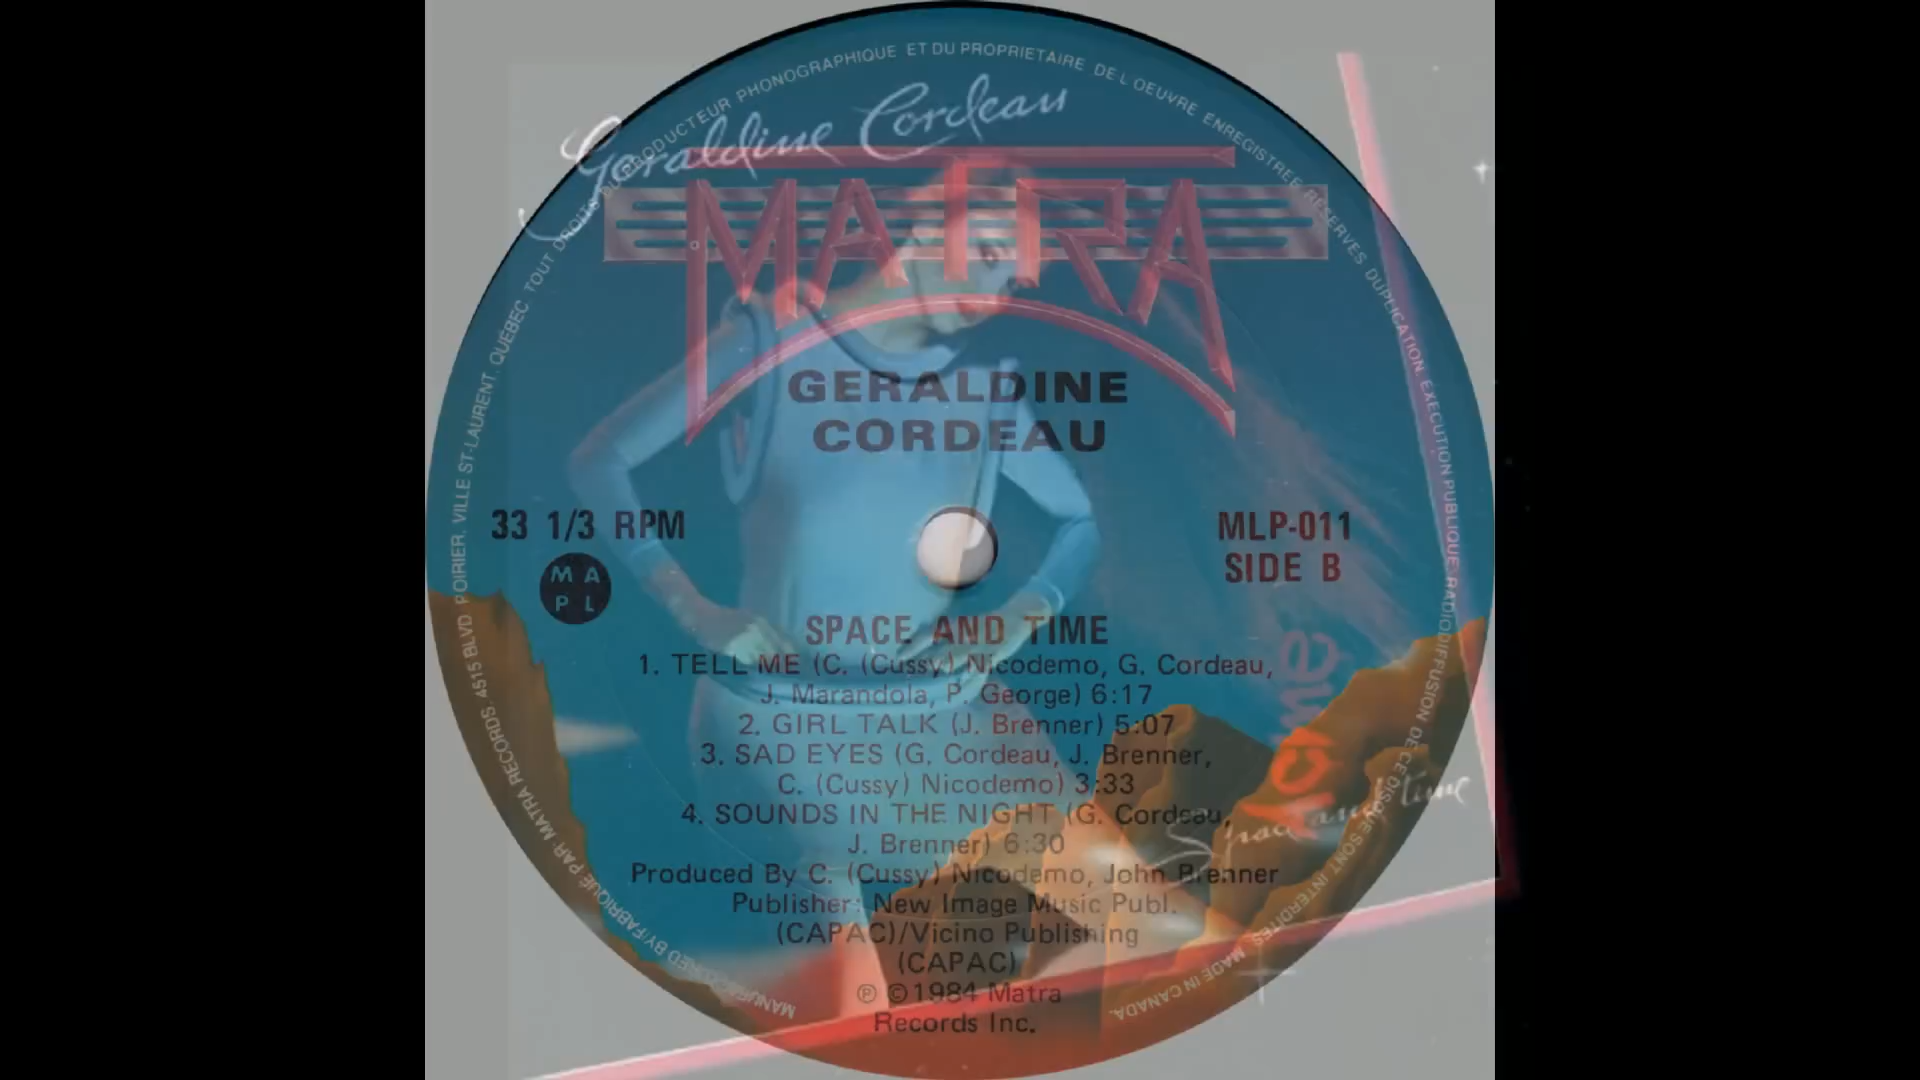 Geraldine Cordeau
MATRA
GERALDINE
CORDEAU
33 1/3 RPM
MLP-011
SIDE B
M A
P L
SPACE AND TIME
1. TELL ME (C. (Cussy) Nicodemo, G. Cordeau,
J. Marandola, P. George) 6:17
2. GIRL TALK (J. Brenner) 5:07
3. SAD EYES (G. Cordeau, J. Brenner,
C. (Cussy) Nicodemo) 3:33
4. SOUNDS IN THE NIGHT (G. Cordeau,
J. Brenner) 6:30
Produced By C. (Cussy) Nicodemo, John Brenner
Publisher: New Image Music Publ.
(CAPAC)/Vicino Publishing
(CAPAC)
℗ ©1984 Matra
Records Inc.
Space and time
MANUFACTURED BY/FABRIQUE PAR: MATRA RECORDS. 4515 BLVD POIRIER, VILLE ST-LAURENT, QUEBEC TOUT DROITS DU PRODUCTEUR PHONOGRAPHIQUE ET DU PROPRIETAIRE DE L'OEUVRE ENREGISTREE RESERVES DUPLICATION, EXECUTION PUBLIQUE RADIODIFFUSION DE CE DISQUE SONT INTERDITES. MADE IN CANADA.